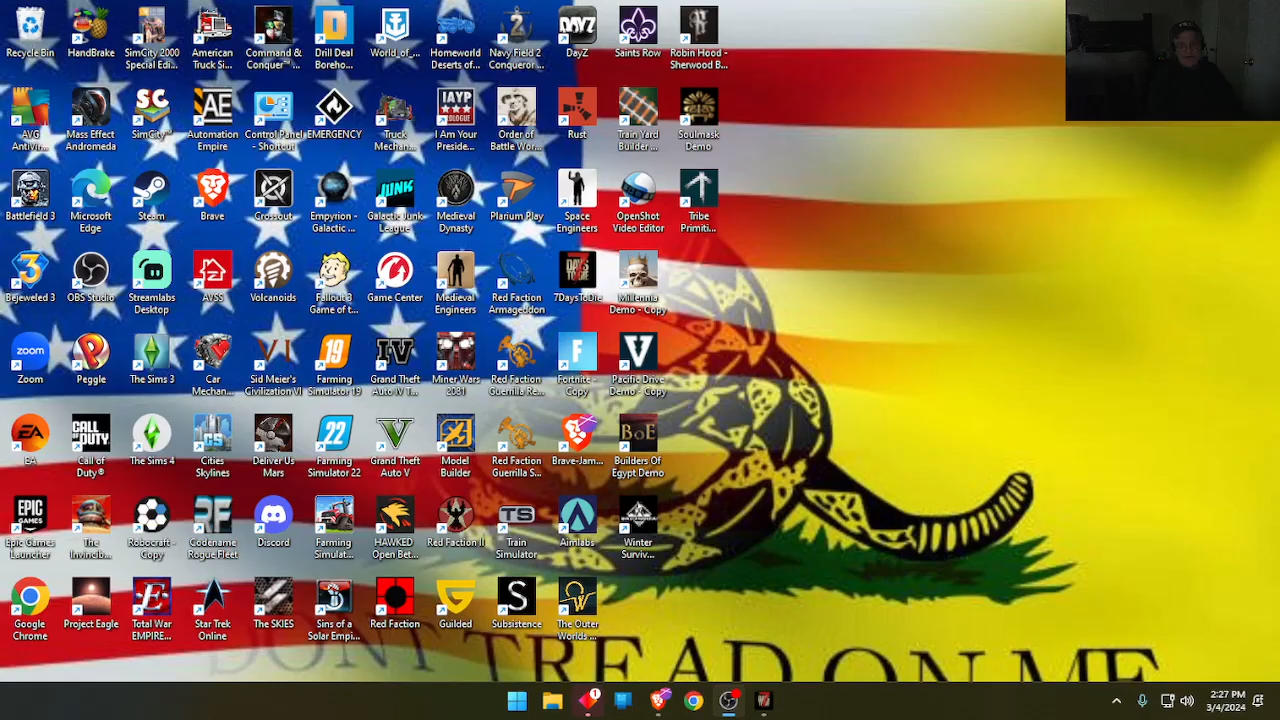 Recycle Bin
HandBrake
SimCity 2000
Special Edi...
American
Truck Si...
Command &
Conquer™ ...
Drill Deal
Boreho...
World_of_...
Homeworld
Deserts of...
Navy Field 2
Conqueror ...
DayZ
Saints Row
Robin Hood -
Sherwood B...
AVG
Antivir...
Mass Effect
Andromeda
SimCity™
Automation
Empire
Control Panel
- Shortcut
EMERGENCY
Truck
Mechan...
I Am Your
Preside...
Order of
Battle Wor...
Rust
Train Yard
Builder ...
Soulmask
Demo
Battlefield 3
Microsoft
Edge
Steam
Brave
Crossout
Empyrion -
Galactic ...
Galactic Junk
League
Medieval
Dynasty
Plarium Play
Space
Engineers
OpenShot
Video Editor
Tribe
Primiti...
Bejeweled 3
OBS Studio
Streamlabs
Desktop
AVSS
Volcanoids
Fallout 3
Game of t...
Game Center
Medieval
Engineers
Red Faction
Armageddon
7DaysToDie
Millennia
Demo - Copy
Zoom
Peggle
The Sims 3
Car
Mechan...
Sid Meier's
Civilization VI
Farming
Simulator 19
Grand Theft
Auto IV T...
Miner Wars
2081
Red Faction
Guerrilla Re...
Fortnite -
Copy
Pacific Drive
Demo - Copy
EA
Call of
Duty®
The Sims 4
Cities
Skylines
Deliver Us
Mars
Farming
Simulator 22
Grand Theft
Auto V
Model
Builder
Red Faction
Guerrilla S...
Brave-Jam...
Builders Of
Egypt Demo
Epic Games
Launcher
The
Invincib...
Robocraft -
Copy
Codename
Rogue Fleet
Discord
Farming
Simulat...
HAWKED
Open Bet...
Red Faction II
Train
Simulator
Aimlabs
Winter
Surviv...
Google
Chrome
Project Eagle
Total War
EMPIRE...
Star Trek
Online
The SKIES
Sins of a
Solar Empi...
Red Faction
Guilded
Subsistence
The Outer
Worlds ...
DONT TREAD ON ME
2:27 PM
3/4/2024